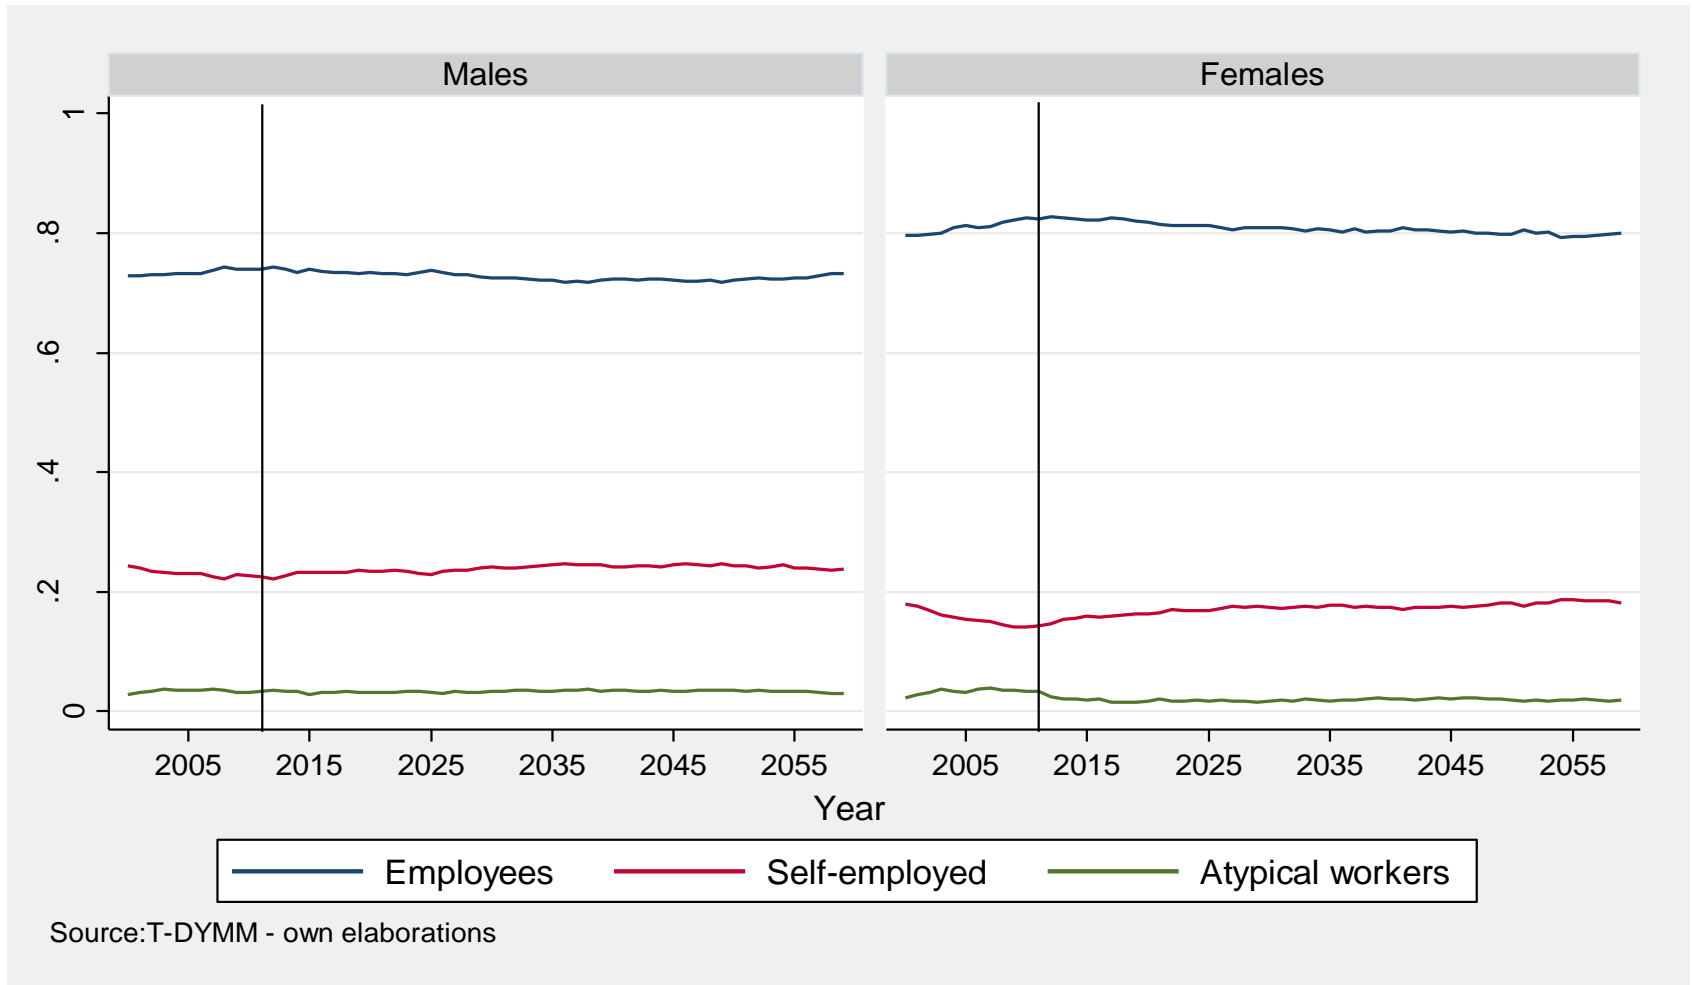 Males Females
1
.8
.6
.4
.2
0
2005 2015 2025 2035 2045 2055 2005 2015 2025 2035 2045 2055
Year
Employees Self-employed Atypical workers
Source:T-DYMM - own elaborations